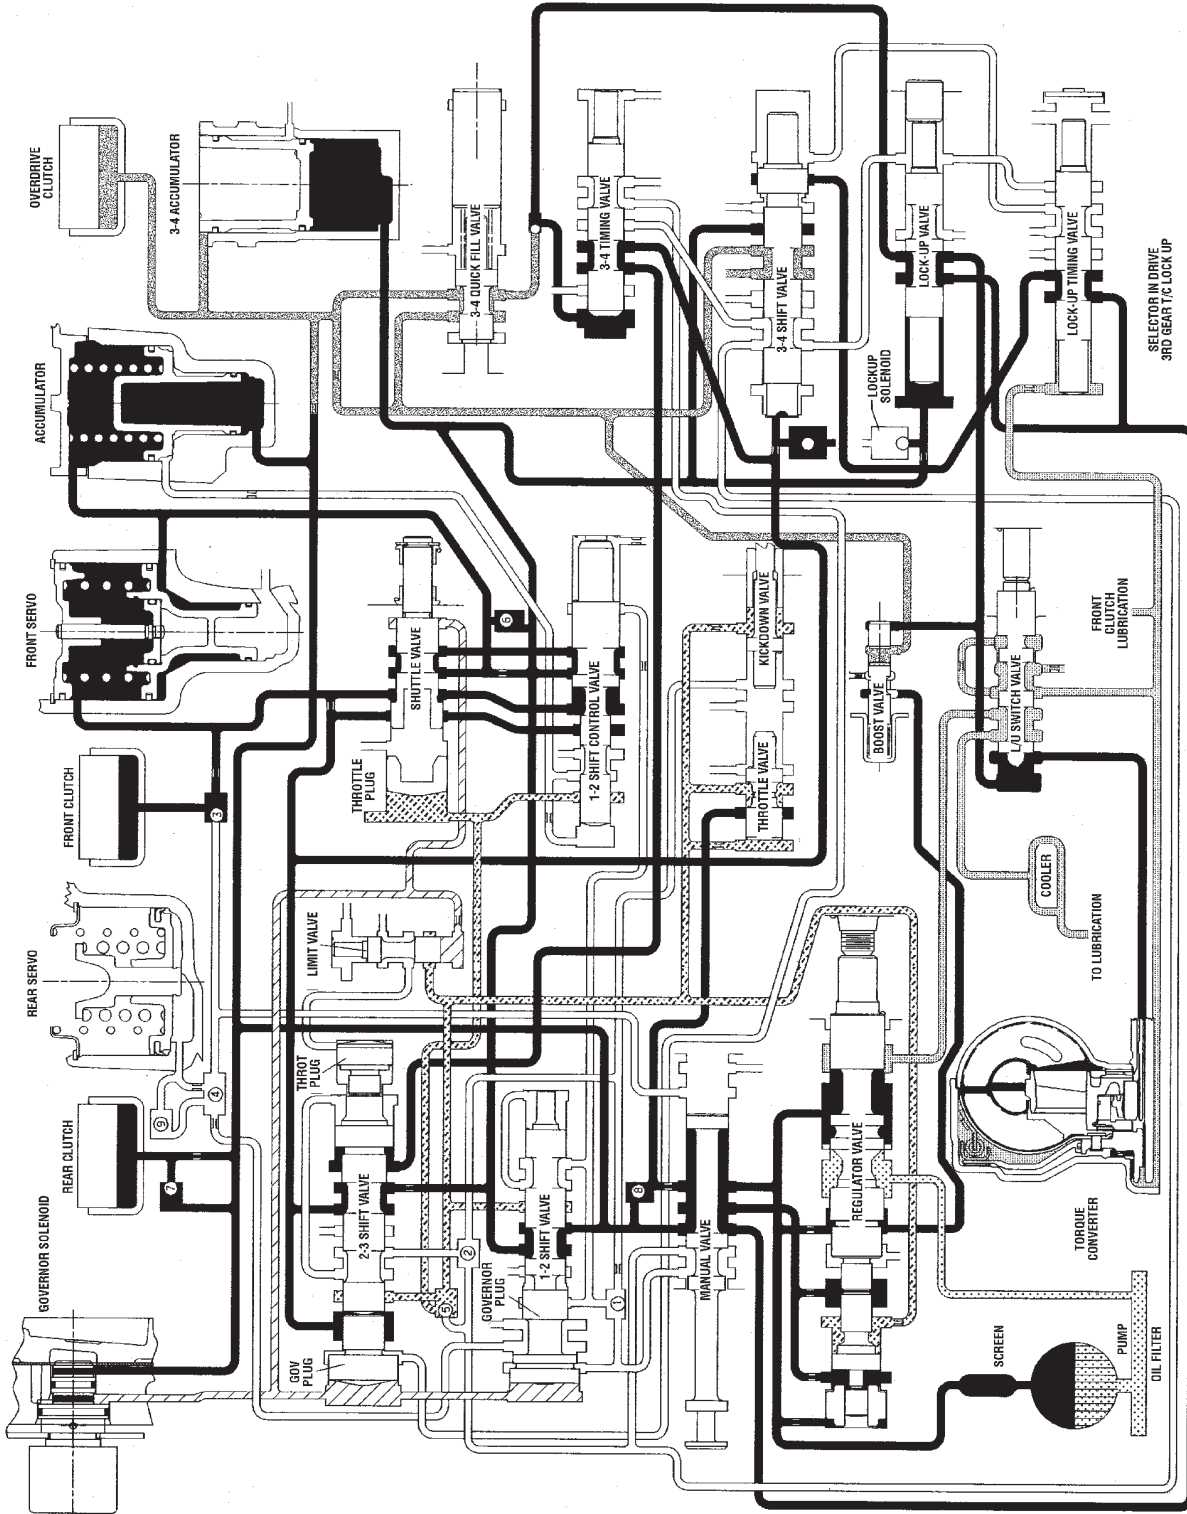 GOVERNOR SOLENOID
REAR CLUTCH
REAR SERVO
FRONT CLUTCH
FRONT SERVO
ACCUMULATOR
OVERDRIVE
CLUTCH
3-4 ACCUMULATOR
7
9
4
3
6
GOV
PLUG
2-3 SHIFT VALVE
THROT
PLUG
LIMIT VALVE
THROTTLE
PLUG
SHUTTLE VALVE
3-4 QUICK FILL VALVE
5
2
GOVERNOR
PLUG
1-2 SHIFT VALVE
1-2 SHIFT CONTROL VALVE
3-4 TIMING VALVE
1
8
MANUAL VALVE
THROTTLE VALVE
KICKDOWN VALVE
3-4 SHIFT VALVE
REGULATOR VALVE
BOOST VALVE
LOCKUP
SOLENOID
LOCK-UP VALVE
SCREEN
L/U SWITCH VALVE
LOCK-UP TIMING VALVE
COOLER
PUMP
OIL FILTER
TORQUE
CONVERTER
TO LUBRICATION
FRONT
CLUTCH
LUBRICATION
SELECTOR IN DRIVE
3RD GEAR T/C LOCK UP